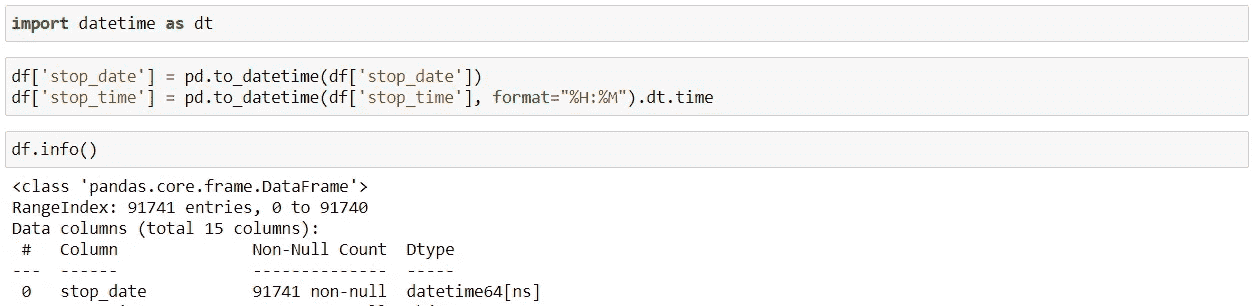 import datetime as dt
df['stop_date'] = pd.to_datetime(df['stop_date'])
df['stop_time'] = pd.to_datetime(df['stop_time'], format="%H:%M").dt.time
df.info()
<class 'pandas.core.frame.DataFrame'>
RangeIndex: 91741 entries, 0 to 91740
Data columns (total 15 columns):
 #   Column              Non-Null Count  Dtype
---  ------              --------------  -----
 0   stop_date           91741 non-null  datetime64[ns]